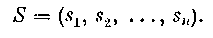 S = (s₁, s₂, ..., sₙ).